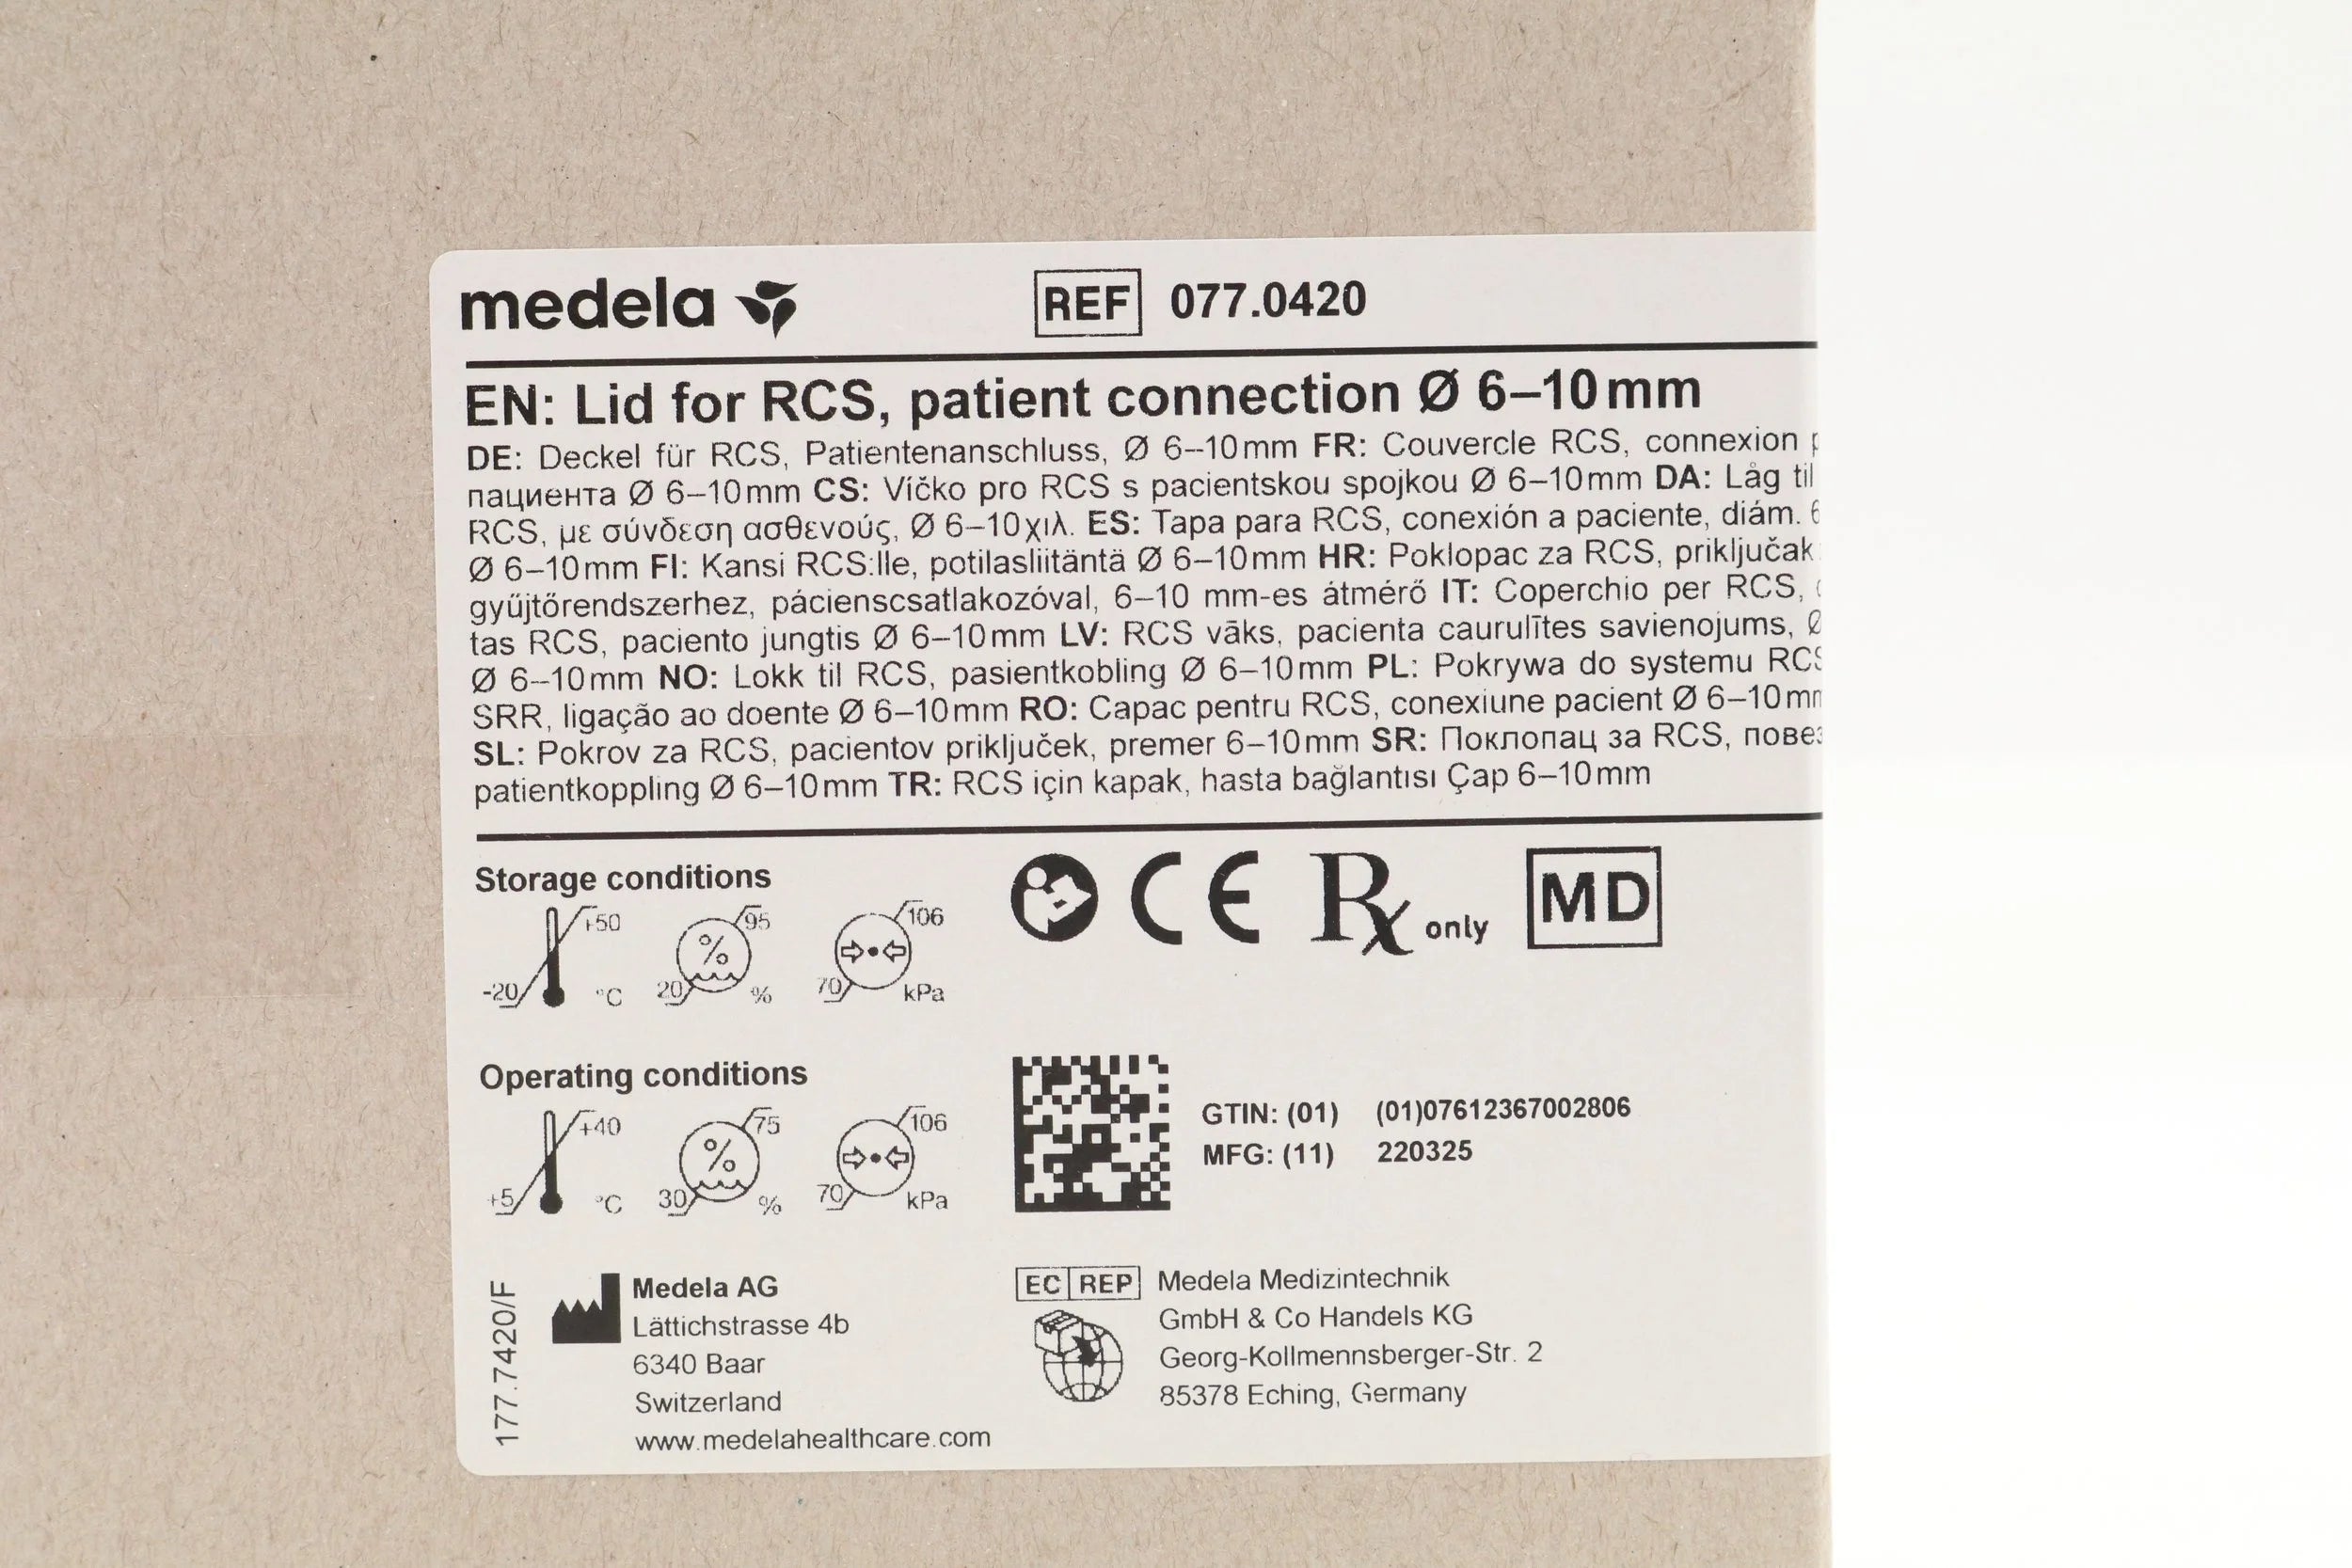 medela REF 077.0420
EN: Lid for RCS, patient connection Ø 6–10 mm
DE: Deckel für RCS, Patientenanschluss, Ø 6–10 mm FR: Couvercle RCS, connexion
пациента Ø 6–10 mm CS: Víčko pro RCS s pacientskou spojkou Ø 6–10 mm DA: Låg til
RCS, με σύνδεση ασθενούς, Ø 6–10 χιλ. ES: Tapa para RCS, conexión a paciente, diám. 6
Ø 6–10 mm FI: Kansi RCS:lle, potilasliitäntä Ø 6–10 mm HR: Poklopac za RCS, priključak
gyűjtőrendszerhez, pácienscsatlakozóval, 6–10 mm-es átmérő IT: Coperchio per RCS,
tas RCS, paciento jungtis Ø 6–10 mm LV: RCS vāks, pacienta caurulītes savienojums, Ø
Ø 6–10 mm NO: Lokk til RCS, pasientkobling Ø 6–10 mm PL: Pokrywa do systemu RCS
SRR, ligação ao doente Ø 6–10 mm RO: Capac pentru RCS, conexiune pacient Ø 6–10 mm
SL: Pokrov za RCS, pacientov priključek, premer 6–10 mm SR: Поклопац за RCS, повез
patientkoppling Ø 6–10 mm TR: RCS için kapak, hasta bağlantısı Çap 6–10 mm
Storage conditions
+50 95 106
-20 °C 20 % % 70 kPa
CE Rx only MD
Operating conditions
+40 75 106
+5 °C 30 % % 70 kPa
GTIN: (01) (01)07612367002806
MFG: (11) 220325
177.7420/F
Medela AG
Lättichstrasse 4b
6340 Baar
Switzerland
www.medelahealthcare.com
EC REP Medela Medizintechnik
GmbH & Co Handels KG
Georg-Kollmennsberger-Str. 2
85378 Eching, Germany